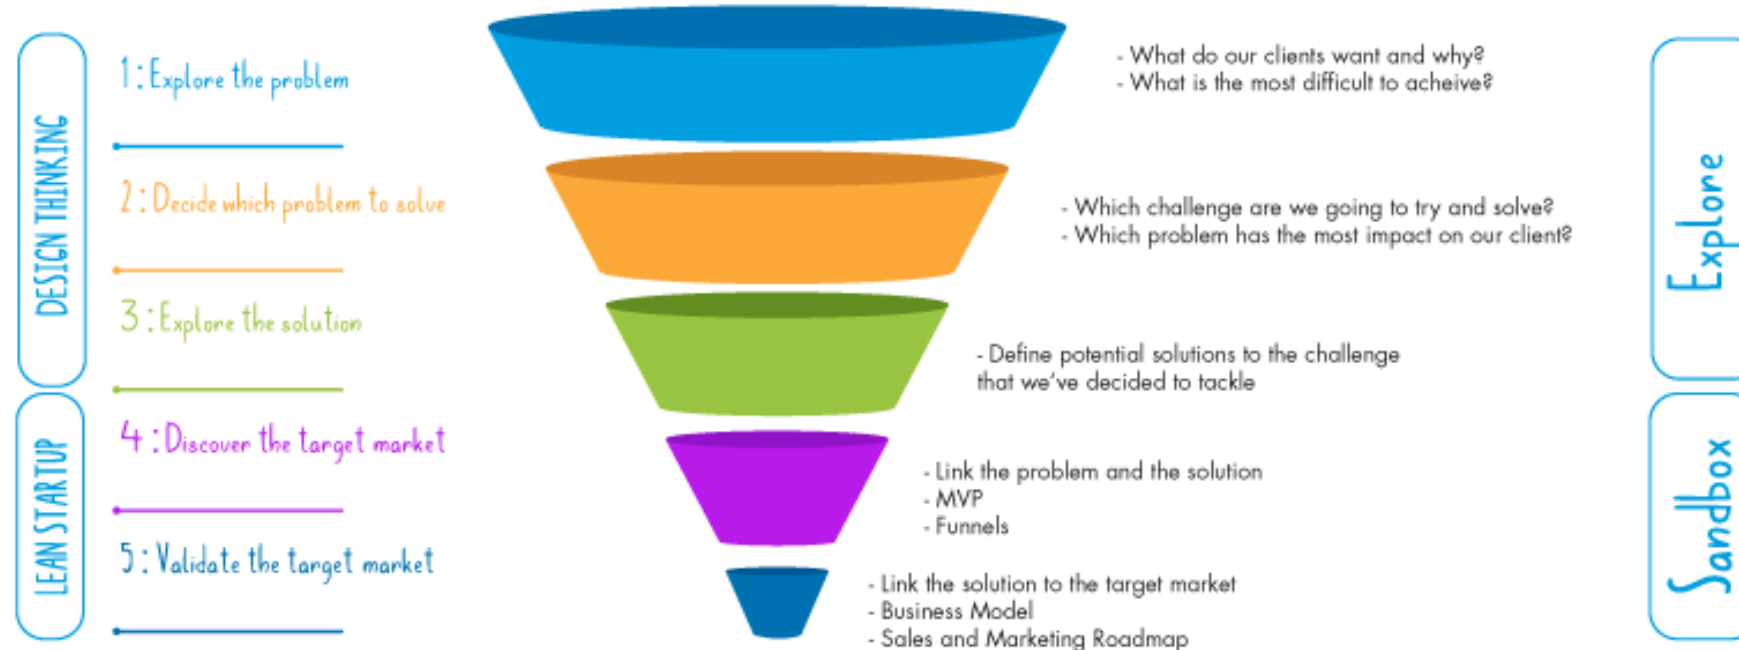 DESIGN THINKING
1: Explore the problem
- What do our clients want and why?
- What is the most difficult to acheive?
2: Decide which problem to solve
- Which challenge are we going to try and solve?
- Which problem has the most impact on our client?
3: Explore the solution
- Define potential solutions to the challenge
that we've decided to tackle
Explore
LEAN STARTUP
4: Discover the target market
- Link the problem and the solution
- MVP
- Funnels
5: Validate the target market
- Link the solution to the target market
- Business Model
- Sales and Marketing Roadmap
Sandbox